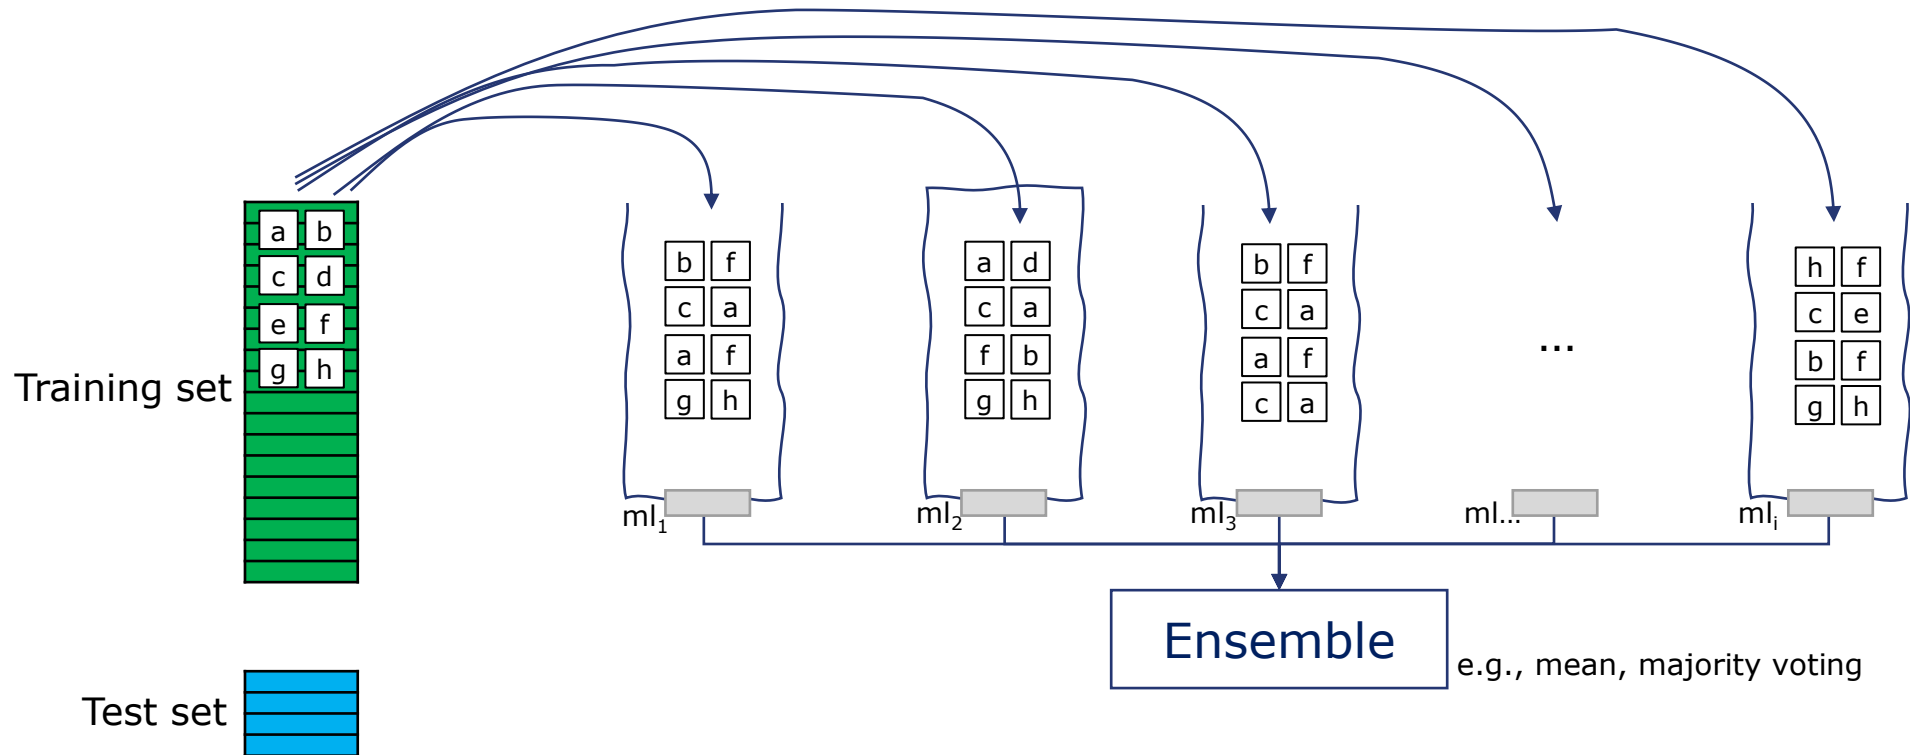 a b
c d
e f
g h
Training set
b f
c a
a f
g h
a d
c a
f b
g h
b f
c a
a f
c a
...
h f
c e
b f
g h
ml₁
ml₂
ml₃
ml...
mlᵢ
Ensemble
e.g., mean, majority voting
Test set